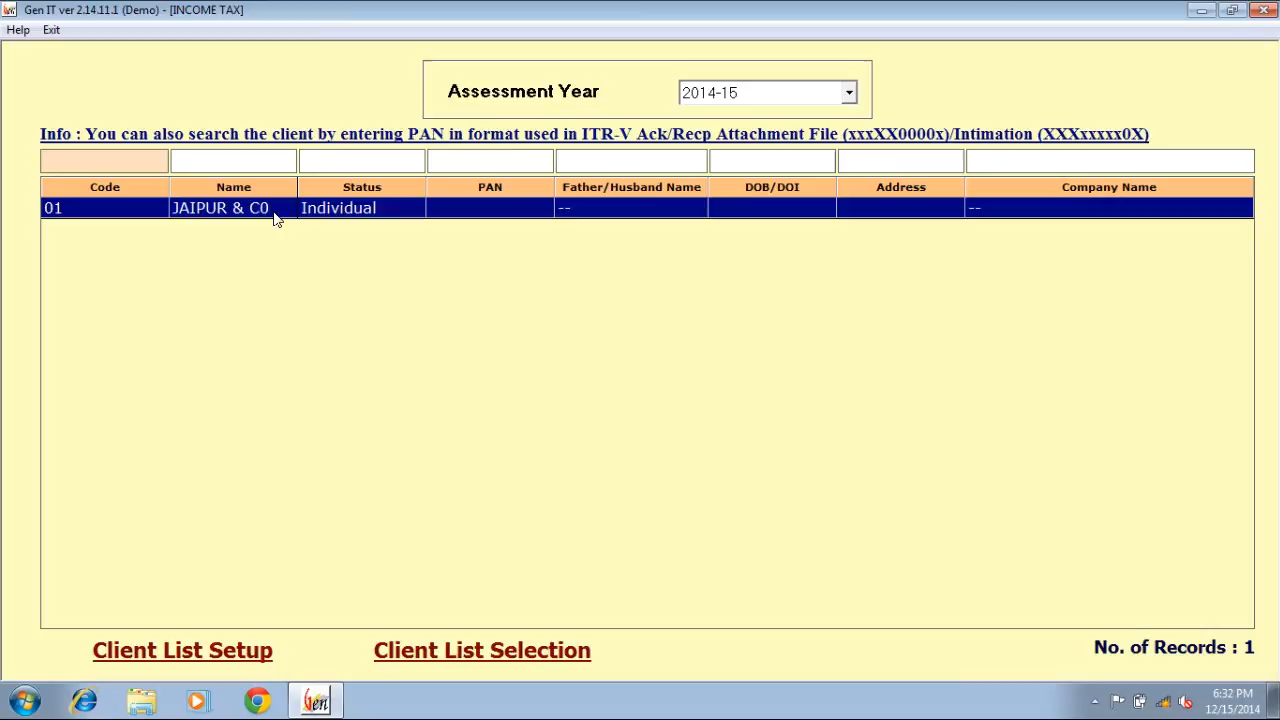 Gen IT ver 2.14.11.1 (Demo) - [INCOME TAX]
Help Exit
Assessment Year 2014-15
Info : You can also search the client by entering PAN in format used in ITR-V Ack/Recp Attachment File (xxxXX0000x)/Intimation (XXXxxxxx0X)
Code Name Status PAN Father/Husband Name DOB/DOI Address Company Name
01 JAIPUR & C0 Individual -- --
Client List Setup Client List Selection No. of Records : 1
Gen 6:32 PM
12/15/2014